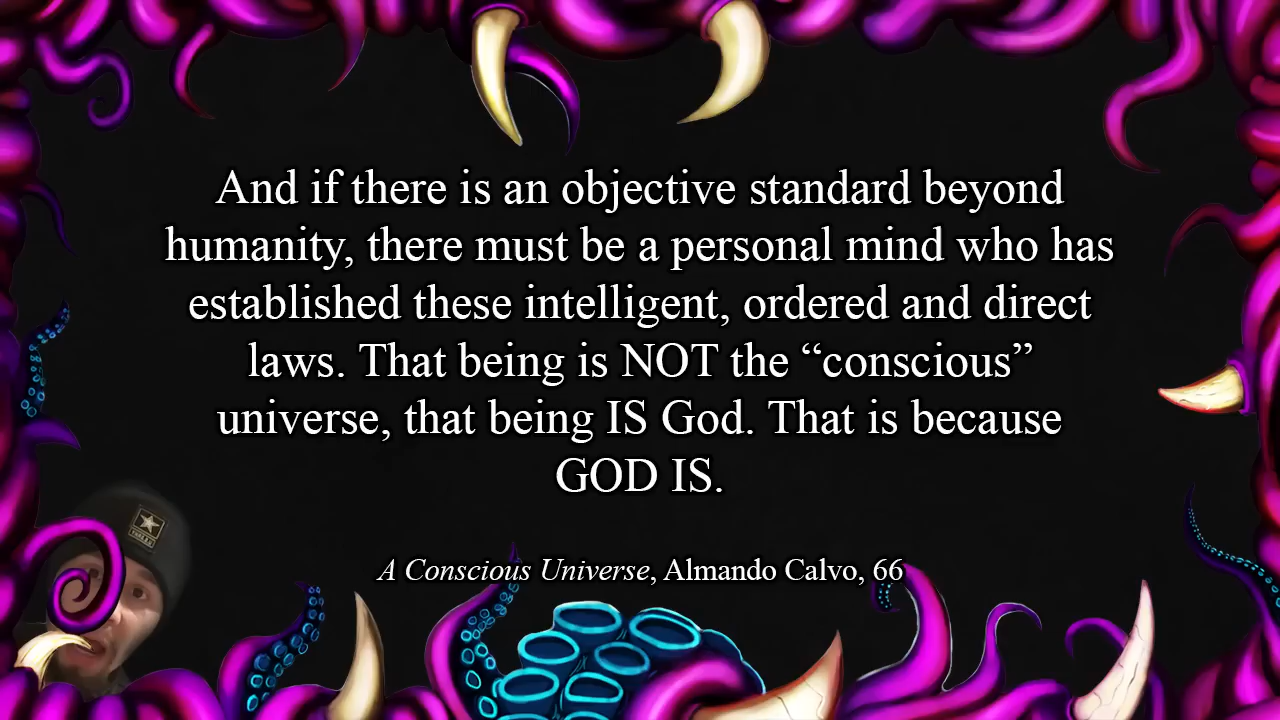 And if there is an objective standard beyond
humanity, there must be a personal mind who has
established these intelligent, ordered and direct
laws. That being is NOT the “conscious”
universe, that being IS God. That is because
GOD IS.
A Conscious Universe, Almando Calvo, 66